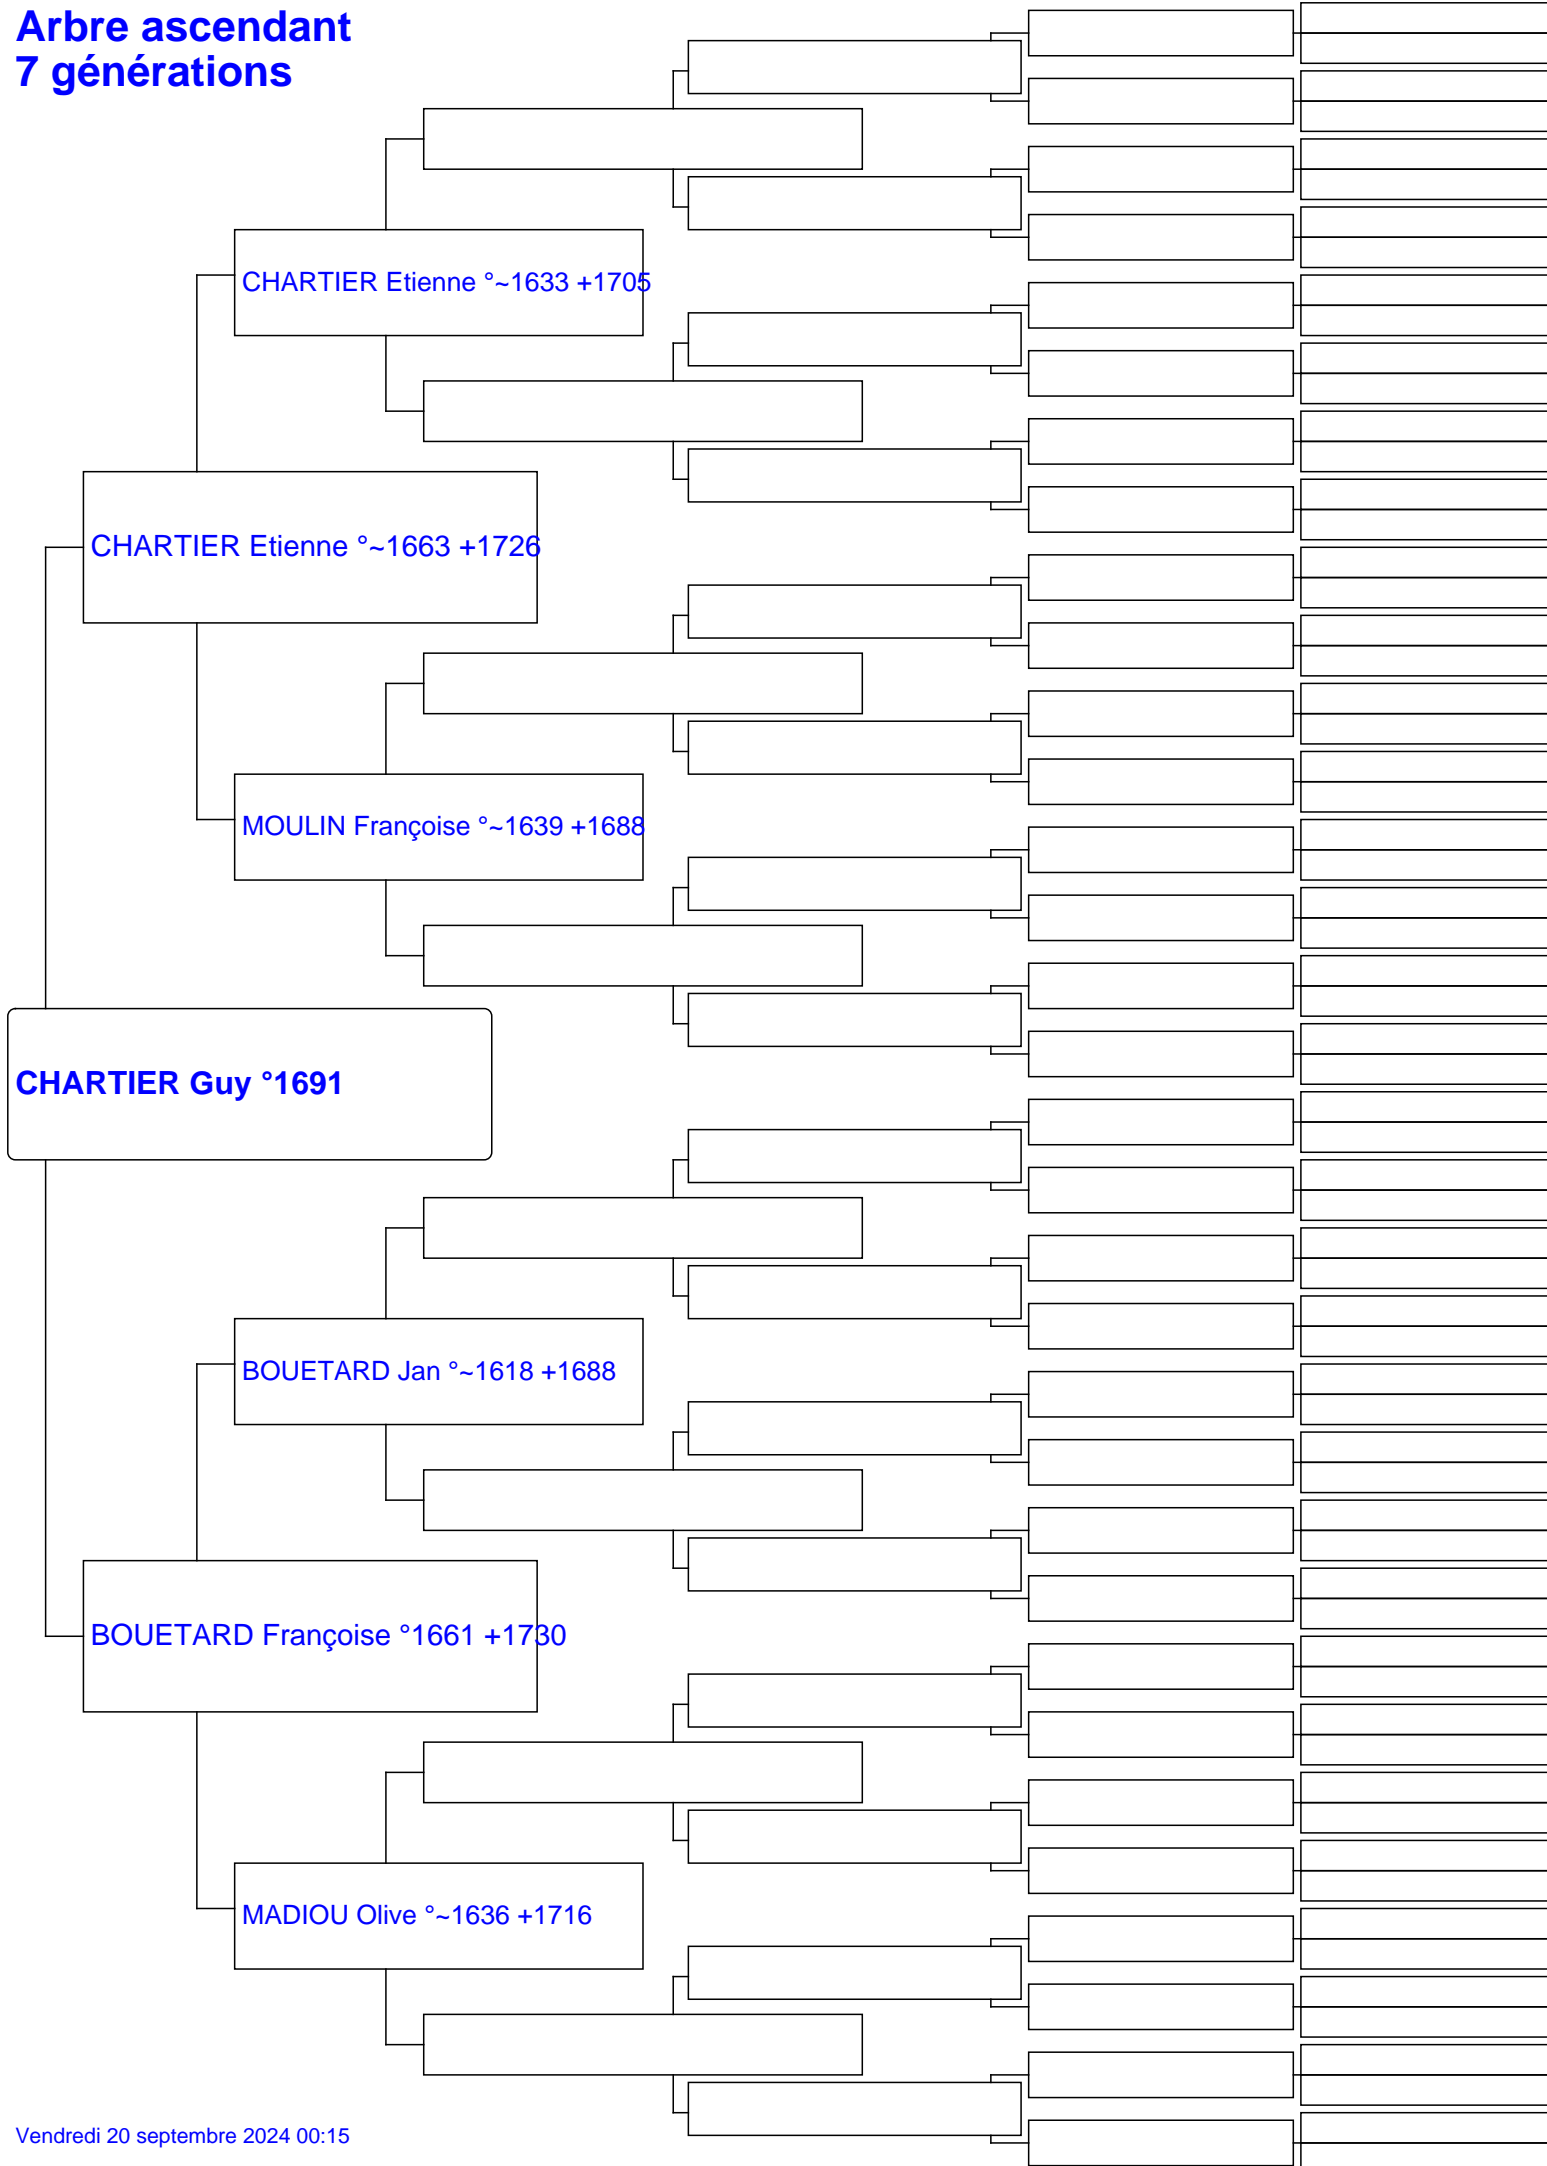 Arbre ascendant
7 générations
CHARTIER Etienne °~1633 +1705
CHARTIER Etienne °~1663 +1726
MOULIN Françoise °~1639 +1688
CHARTIER Guy °1691
BOUETARD Jan °~1618 +1688
BOUETARD Françoise °1661 +1730
MADIOU Olive °~1636 +1716
Vendredi 20 septembre 2024 00:15